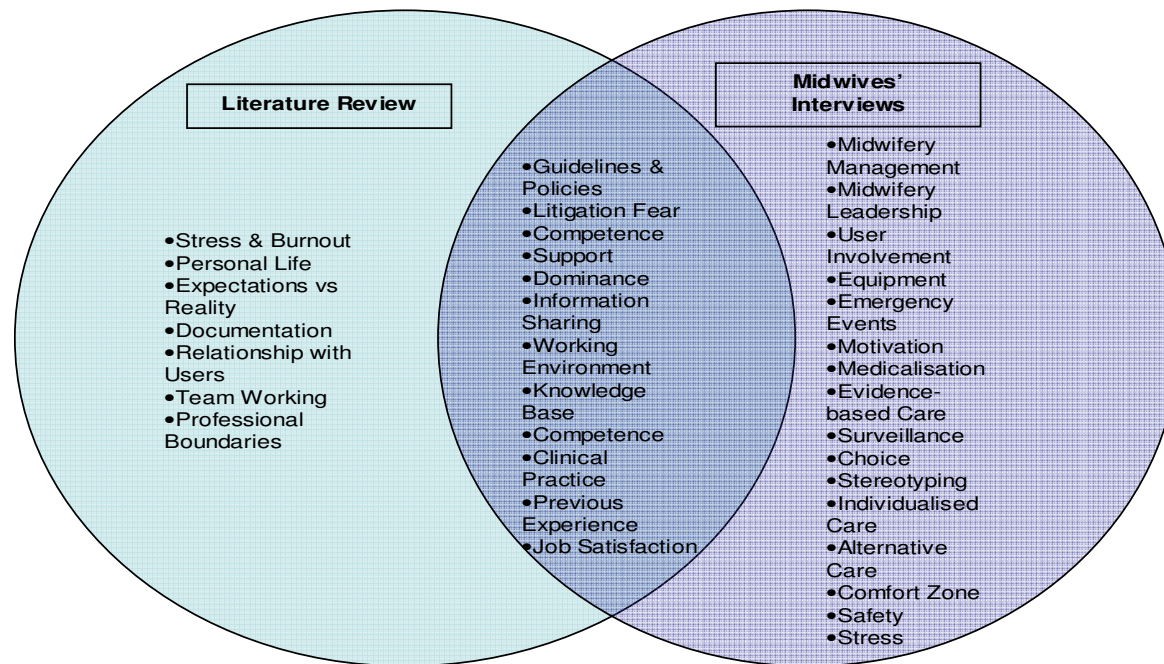 Literature Review
•Stress & Burnout
•Personal Life
•Expectations vs
Reality
•Documentation
•Relationship with
Users
•Team Working
•Professional
Boundaries
•Guidelines &
Policies
•Litigation Fear
•Competence
•Support
•Dominance
•Information
Sharing
•Working
Environment
•Knowledge
Base
•Competence
•Clinical
Practice
•Previous
Experience
•Job Satisfaction
Midwives’
Interviews
•Midwifery
Management
•Midwifery
Leadership
•User
Involvement
•Equipment
•Emergency
Events
•Motivation
•Medicalisation
•Evidence-
based Care
•Surveillance
•Choice
•Stereotyping
•Individualised
Care
•Alternative
Care
•Comfort Zone
•Safety
•Stress